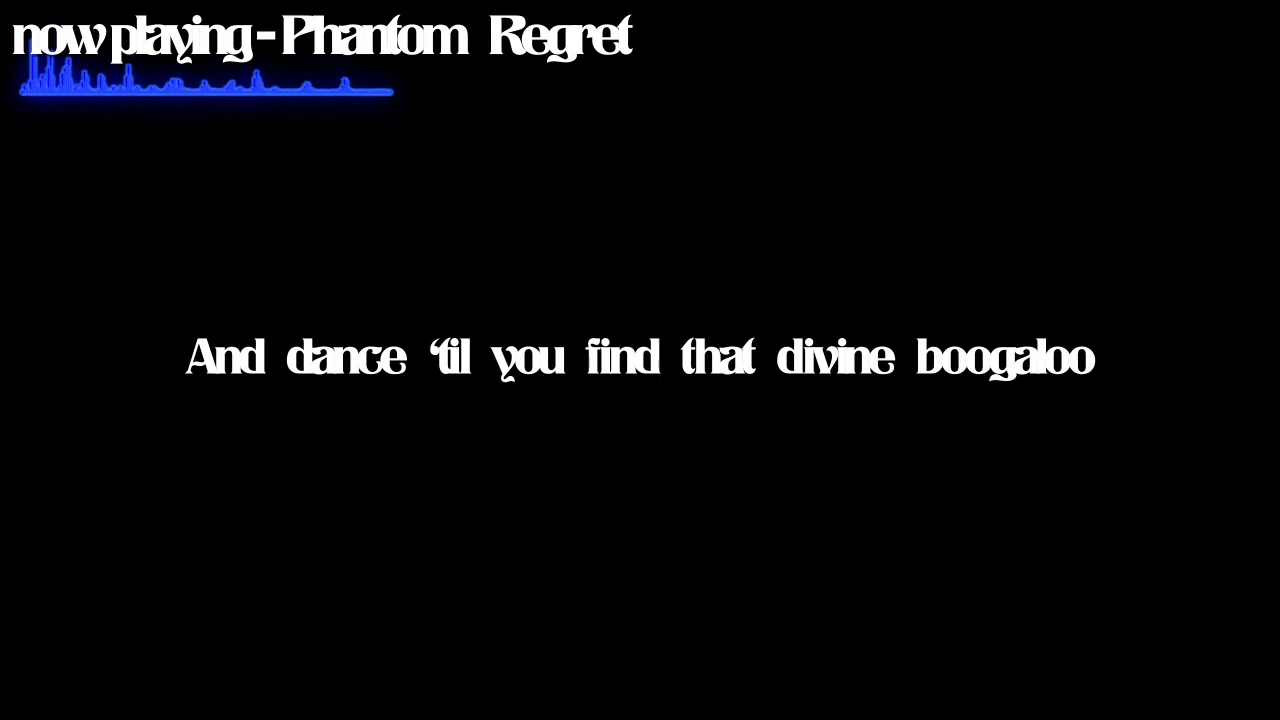 now playing - Phantom Regret
And dance ‘til you find that divine boogaloo